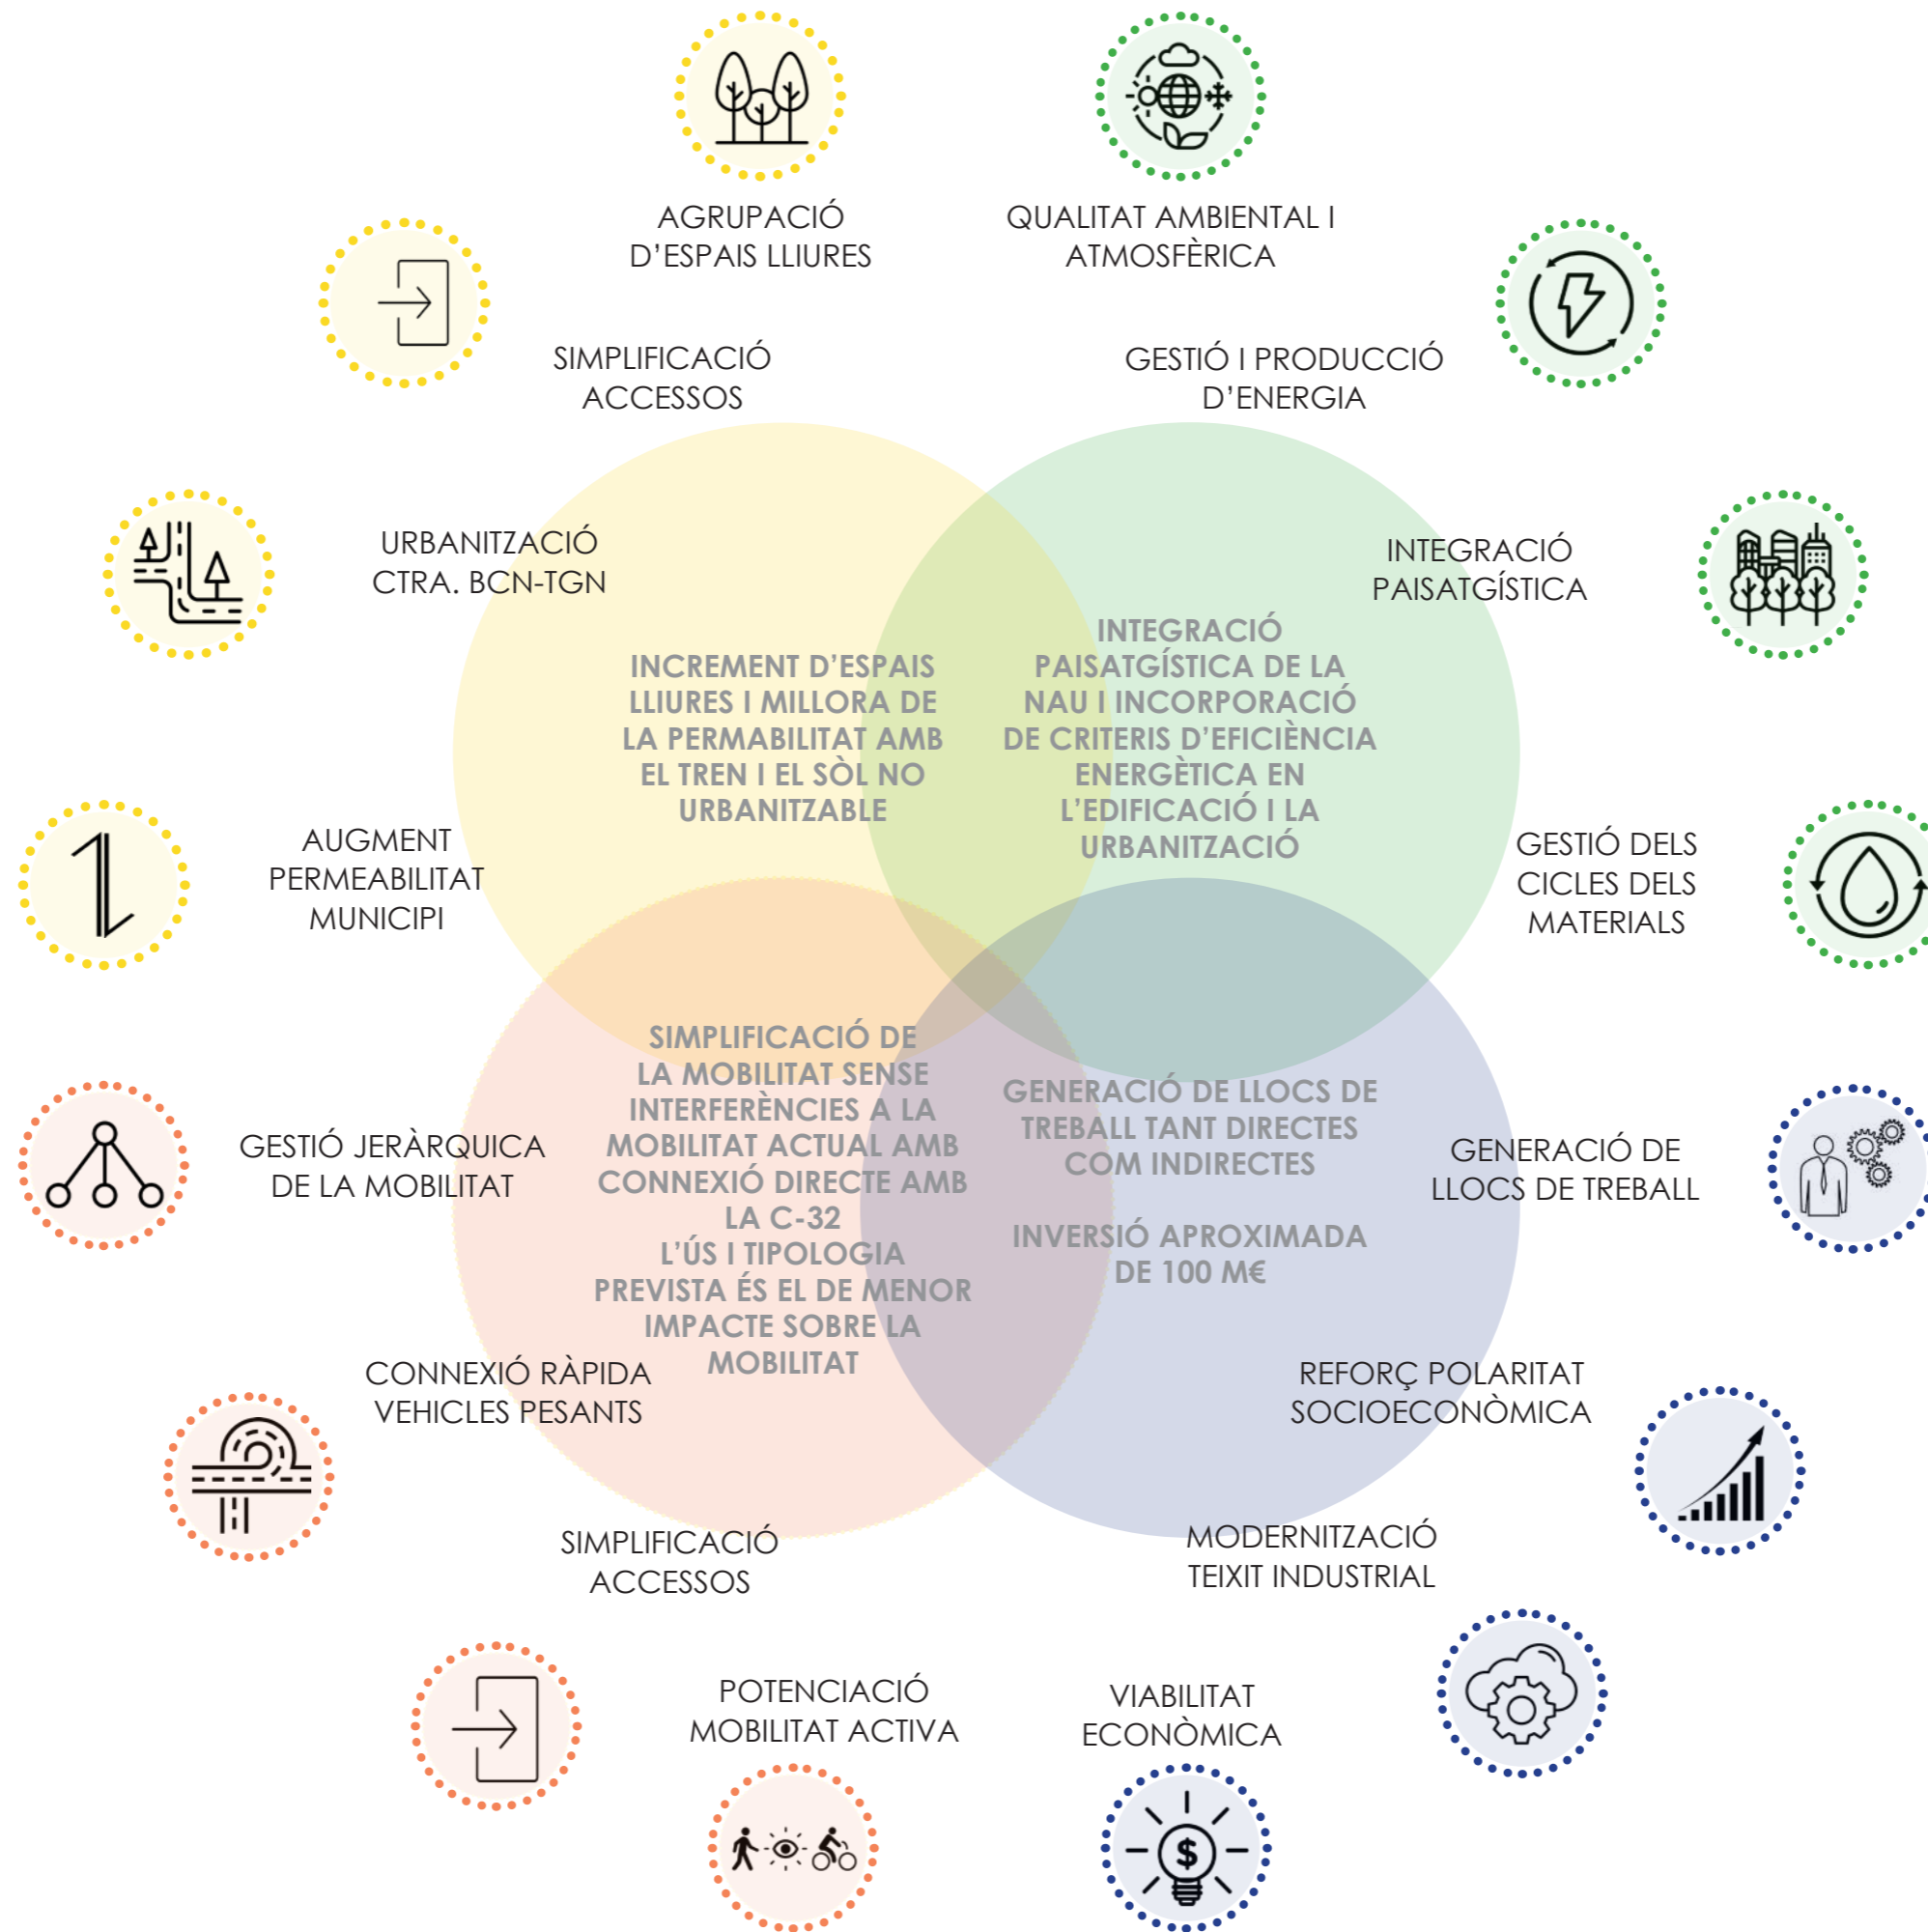 AGRUPACIÓ
D'ESPAIS LLIURES
QUALITAT AMBIENTAL I
ATMOSFÈRICA
SIMPLIFICACIÓ
ACCESSOS
GESTIÓ I PRODUCCIÓ
D'ENERGIA
URBANITZACIÓ
CTRA. BCN-TGN
INTEGRACIÓ
PAISATGÍSTICA
INCREMENT D'ESPAIS
LLIURES I MILLORA DE
LA PERMABILITAT AMB
EL TREN I EL SÒL NO
URBANITZABLE
INTEGRACIÓ
PAISATGÍSTICA DE LA
NAU I INCORPORACIÓ
DE CRITERIS D'EFICIÈNCIA
ENERGÈTICA EN
L'EDIFICACIÓ I LA
URBANITZACIÓ
AUGMENT
PERMEABILITAT
MUNICIPI
GESTIÓ DELS
CICLES DELS
MATERIALS
GESTIÓ JERÀRQUICA
DE LA MOBILITAT
SIMPLIFICACIÓ DE
LA MOBILITAT SENSE
INTERFERÈNCIES A LA
MOBILITAT ACTUAL AMB
CONNEXIÓ DIRECTE AMB
LA C-32
L'ÚS I TIPOLOGIA
PREVISTA ÉS EL DE MENOR
IMPACTE SOBRE LA
MOBILITAT
GENERACIÓ DE LLOCS DE
TREBALL TANT DIRECTES
COM INDIRECTES
INVERSIÓ APROXIMADA
DE 100 M€
GENERACIÓ DE
LLOCS DE TREBALL
CONNEXIÓ RÀPIDA
VEHICLES PESANTS
REFORÇ POLARITAT
SOCIOECONÒMICA
SIMPLIFICACIÓ
ACCESSOS
MODERNITZACIÓ
TEIXIT INDUSTRIAL
POTENCIACIÓ
MOBILITAT ACTIVA
VIABILITAT
ECONÒMICA
$